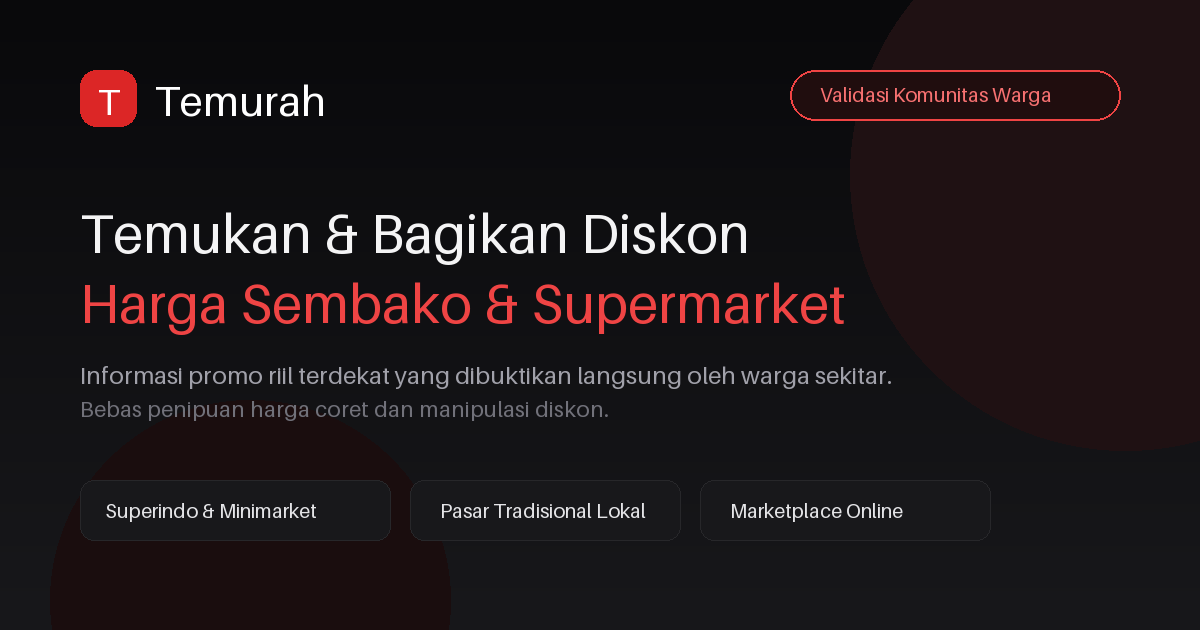 T Temurah
Validasi Komunitas Warga
Temukan & Bagikan Diskon
Harga Sembako & Supermarket
Informasi promo riil terdekat yang dibuktikan langsung oleh warga sekitar.
Bebas penipuan harga coret dan manipulasi diskon.
Superindo & Minimarket
Pasar Tradisional Lokal
Marketplace Online